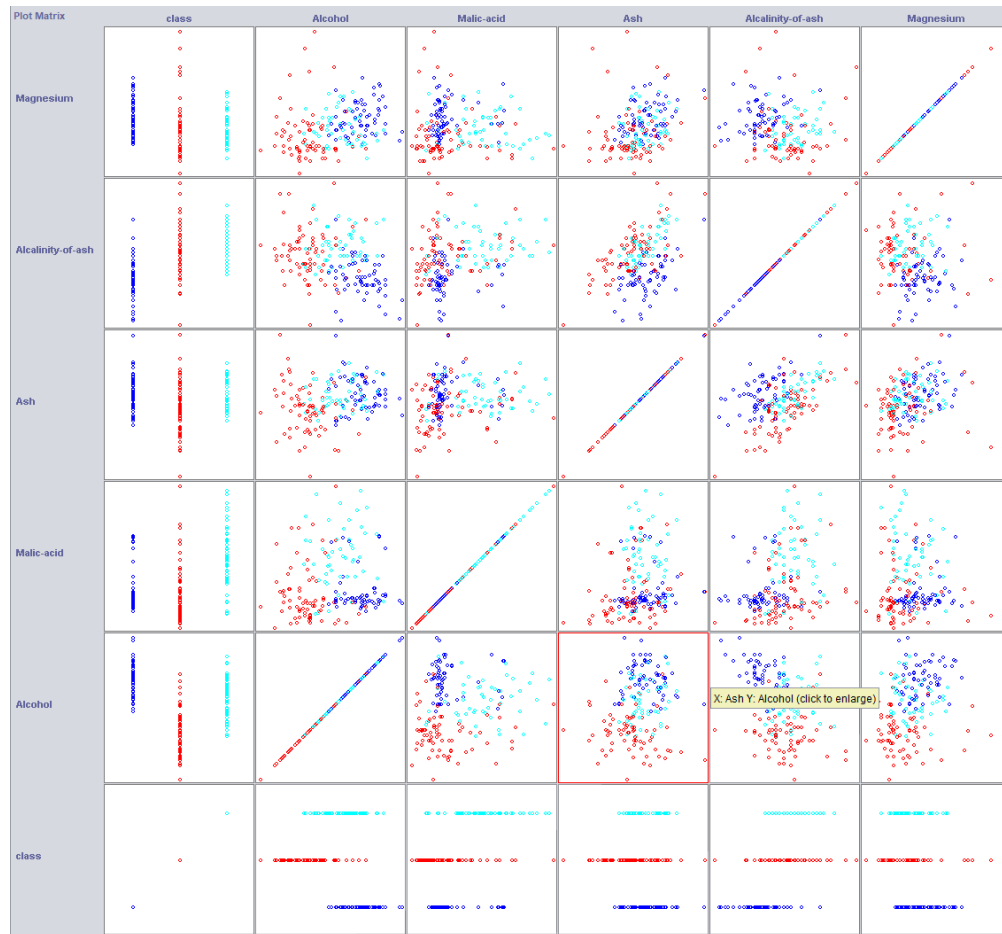 Plot Matrix
class Alcohol Malic-acid Ash Alcalinity-of-ash Magnesium
Magnesium
Alcalinity-of-ash
Ash
Malic-acid
Alcohol
X: Ash Y: Alcohol (click to enlarge)
class